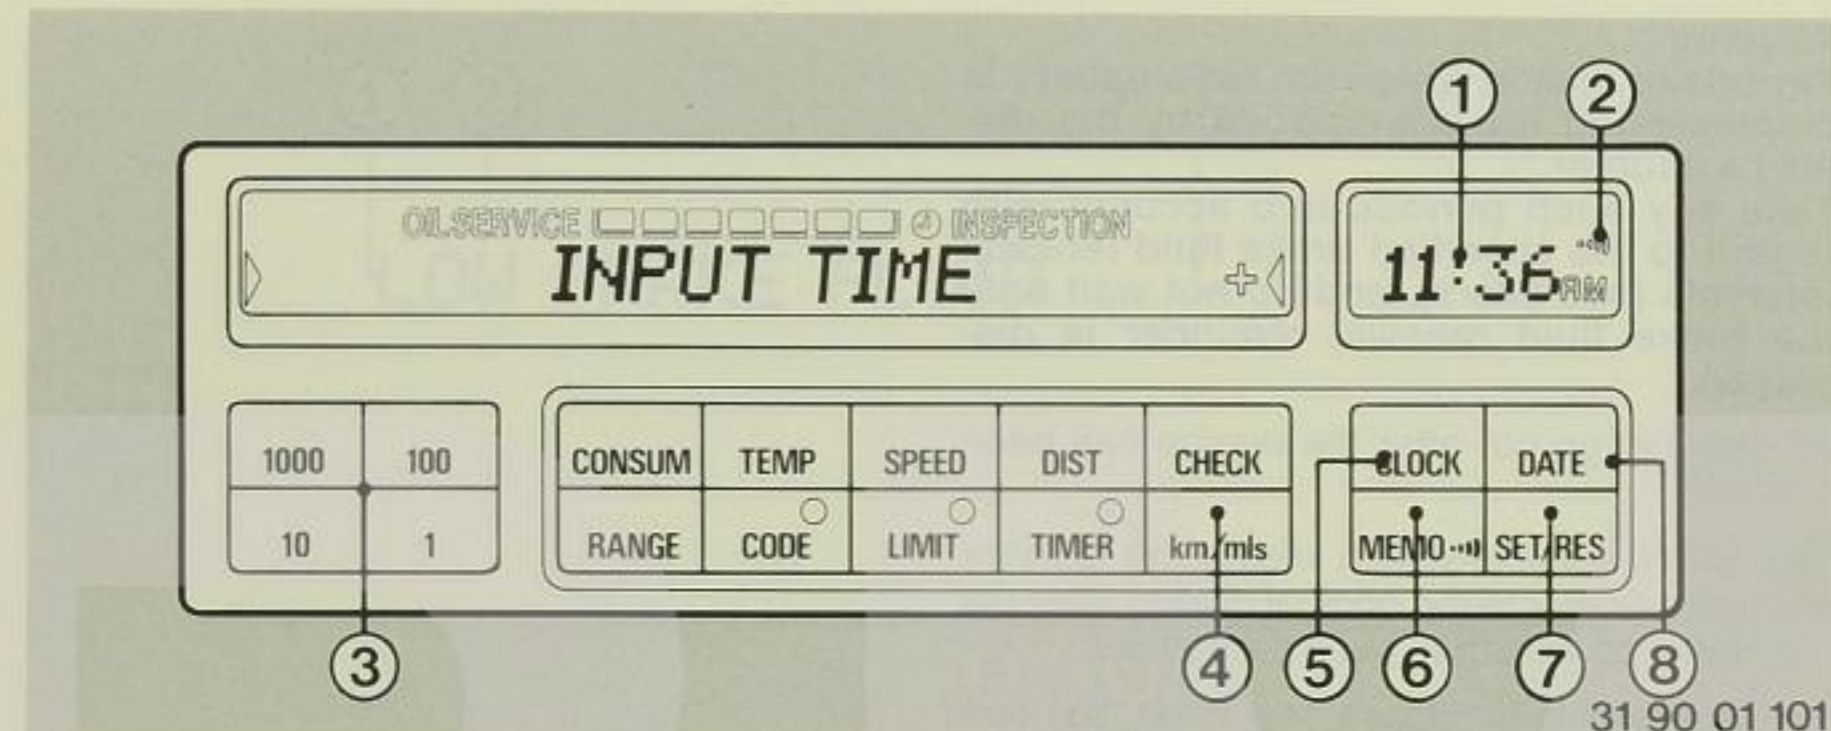 1 2
OILSERVICE INSPECTION
INPUT TIME
11:36 AM
1000 100 CONSUM TEMP SPEED DIST CHECK CLOCK DATE
10 1 RANGE CODE LIMIT TIMER km/mls MEMO SET/RES
3 4 5 6 7 8
31 90 01 101